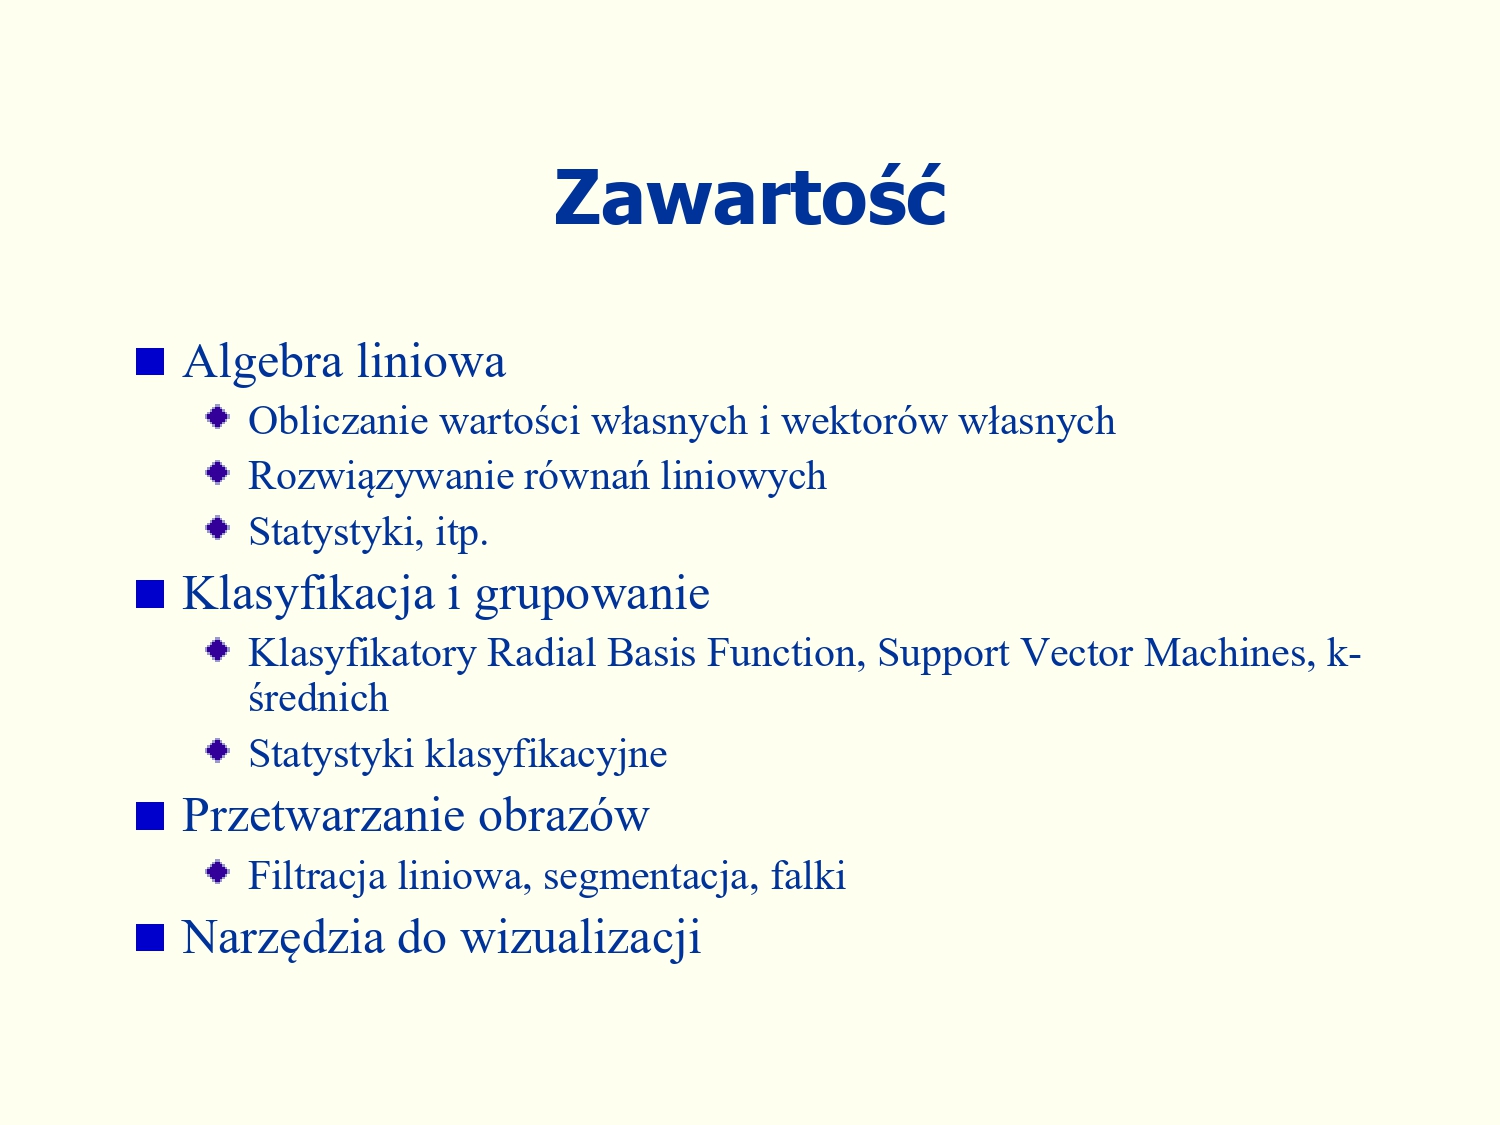 Zawartość
Algebra liniowa
Obliczanie wartości własnych i wektorów własnych
Rozwiązywanie równań liniowych
Statystyki, itp.
Klasyfikacja i grupowanie
Klasyfikatory Radial Basis Function, Support Vector Machines, k-
średnich
Statystyki klasyfikacyjne
Przetwarzanie obrazów
Filtracja liniowa, segmentacja, falki
Narzędzia do wizualizacji